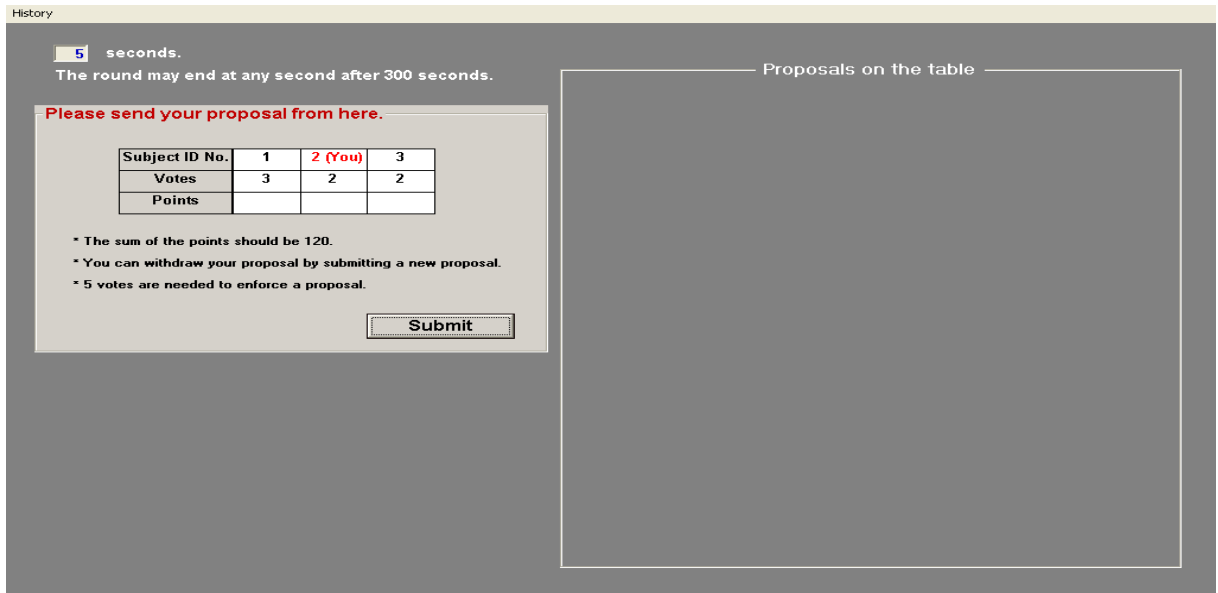 History
5 seconds.
The round may end at any second after 300 seconds.
Proposals on the table
Please send your proposal from here.
Subject ID No. 1 2 (You) 3
Votes 3 2 2
Points
* The sum of the points should be 120.
* You can withdraw your proposal by submitting a new proposal.
* 5 votes are needed to enforce a proposal.
Submit